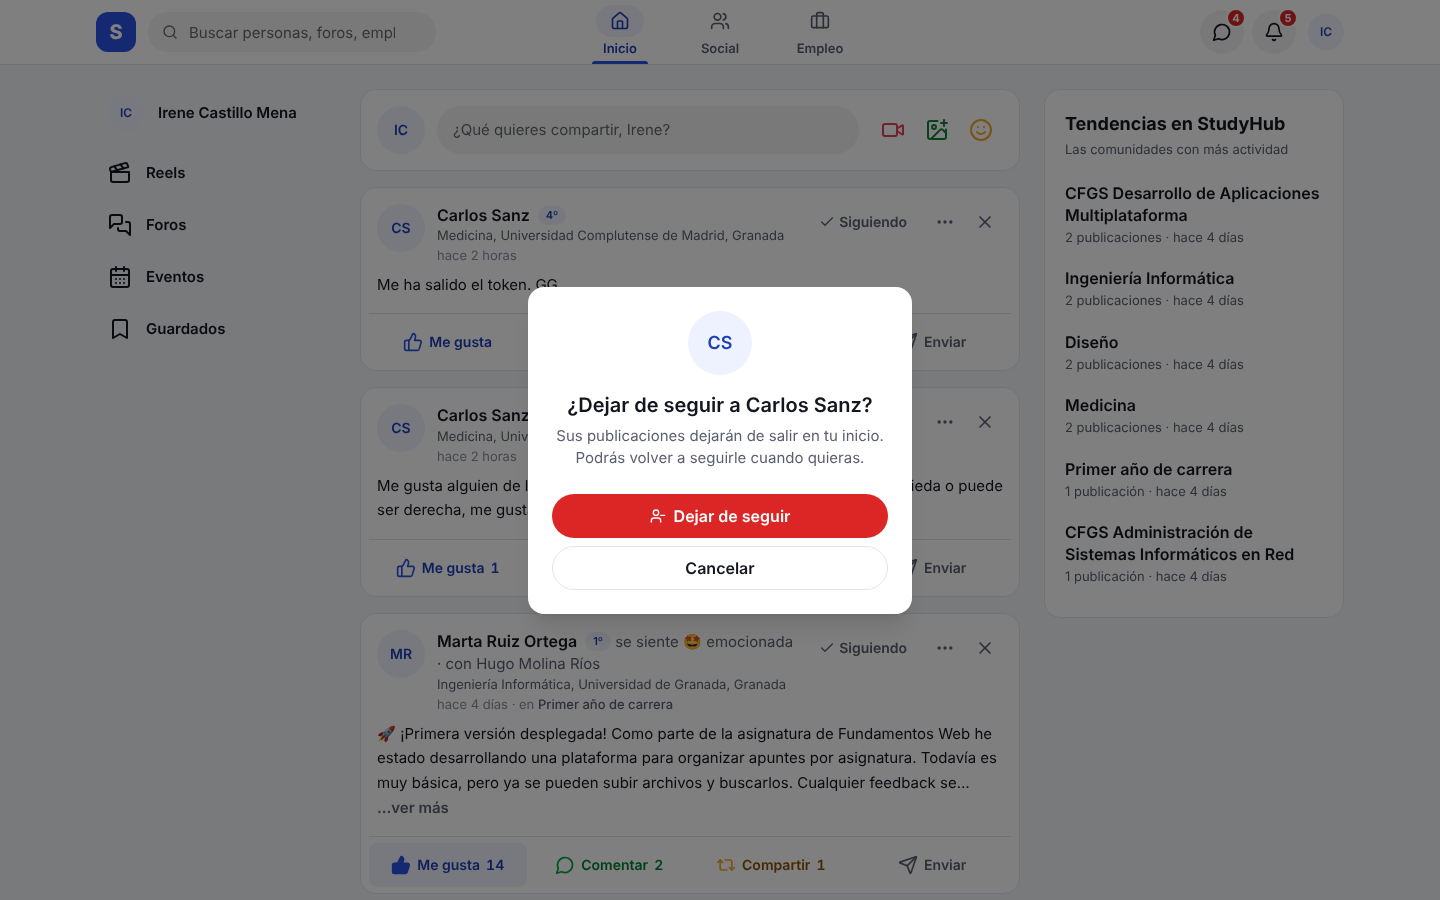 S
Buscar personas, foros, empl
Inicio
Social
Empleo
4
5
IC
IC
Irene Castillo Mena
Reels
Foros
Eventos
Guardados
IC
¿Qué quieres compartir, Irene?
CS
Carlos Sanz
4º
Siguiendo
Medicina, Universidad Complutense de Madrid, Granada
hace 2 horas
Me ha salido el token. GG
Me gusta
Enviar
CS
Carlos Sanz
Medicina, Univ
hace 2 horas
Me gusta alguien de
ieda o puede
ser derecha, me gust
Me gusta 1
Enviar
CS
¿Dejar de seguir a Carlos Sanz?
Sus publicaciones dejarán de salir en tu inicio.
Podrás volver a seguirle cuando quieras.
Dejar de seguir
Cancelar
MR
Marta Ruiz Ortega 1º se siente 🤩 emocionada
· con Hugo Molina Ríos
Siguiendo
Ingeniería Informática, Universidad de Granada, Granada
hace 4 días · en Primer año de carrera
🚀 ¡Primera versión desplegada! Como parte de la asignatura de Fundamentos Web he
estado desarrollando una plataforma para organizar apuntes por asignatura. Todavía es
muy básica, pero ya se pueden subir archivos y buscarlos. Cualquier feedback se...
...ver más
Me gusta 14
Comentar 2
Compartir 1
Enviar
Tendencias en StudyHub
Las comunidades con más actividad
CFGS Desarrollo de Aplicaciones
Multiplataforma
2 publicaciones · hace 4 días
Ingeniería Informática
2 publicaciones · hace 4 días
Diseño
2 publicaciones · hace 4 días
Medicina
2 publicaciones · hace 4 días
Primer año de carrera
1 publicación · hace 4 días
CFGS Administración de
Sistemas Informáticos en Red
1 publicación · hace 4 días